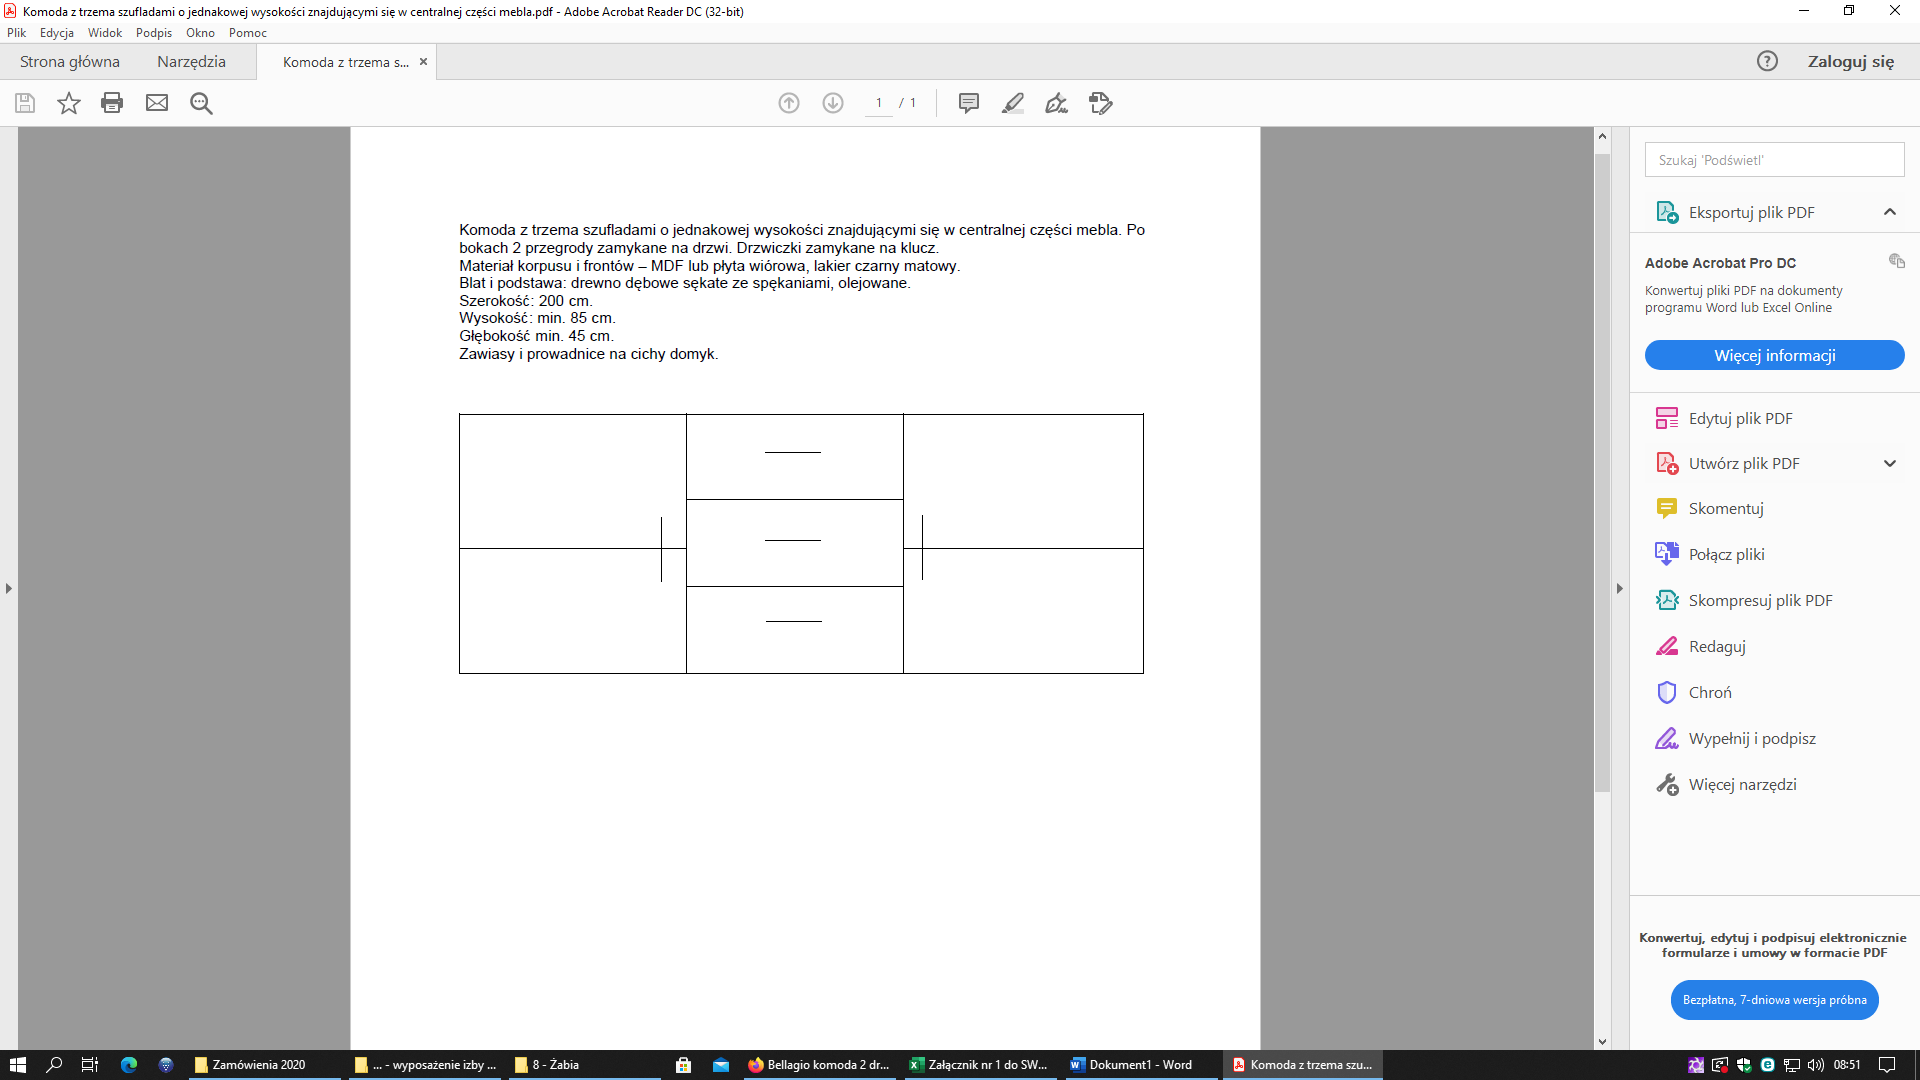 Komoda z trzema szufladami o jednakowej wysokości znajdującymi się w centralnej części mebla.pdf - Adobe Acrobat Reader DC (32-bit)
Plik Edycja Widok Podpis Okno Pomoc
Strona główna Narzędzia Komoda z trzema s... × Zaloguj się
1 / 1
Szukaj 'Podświetl'
Eksportuj plik PDF
Adobe Acrobat Pro DC
Konwertuj pliki PDF na dokumenty
programu Word lub Excel Online
Więcej informacji
Edytuj plik PDF
Utwórz plik PDF
Skomentuj
Połącz pliki
Skompresuj plik PDF
Redaguj
Chroń
Wypełnij i podpisz
Więcej narzędzi
Konwertuj, edytuj i podpisuj elektronicznie
formularze i umowy w formacie PDF
Bezpłatna, 7-dniowa wersja próbna
Komoda z trzema szufladami o jednakowej wysokości znajdującymi się w centralnej części mebla. Po
bokach 2 przegrody zamykane na drzwi. Drzwiczki zamykane na klucz.
Materiał korpusu i frontów – MDF lub płyta wiórowa, lakier czarny matowy.
Blat i podstawa: drewno dębowe sękate ze spękaniami, olejowane.
Szerokość: 200 cm.
Wysokość: min. 85 cm.
Głębokość min. 45 cm.
Zawiasy i prowadnice na cichy domyk.
Zamówienia 2020 ... - wyposażenie izby ... 8 - Żabia Bellagio komoda 2 dr... Załącznik nr 1 do SW... Dokument1 - Word Komoda z trzema szu... 08:51